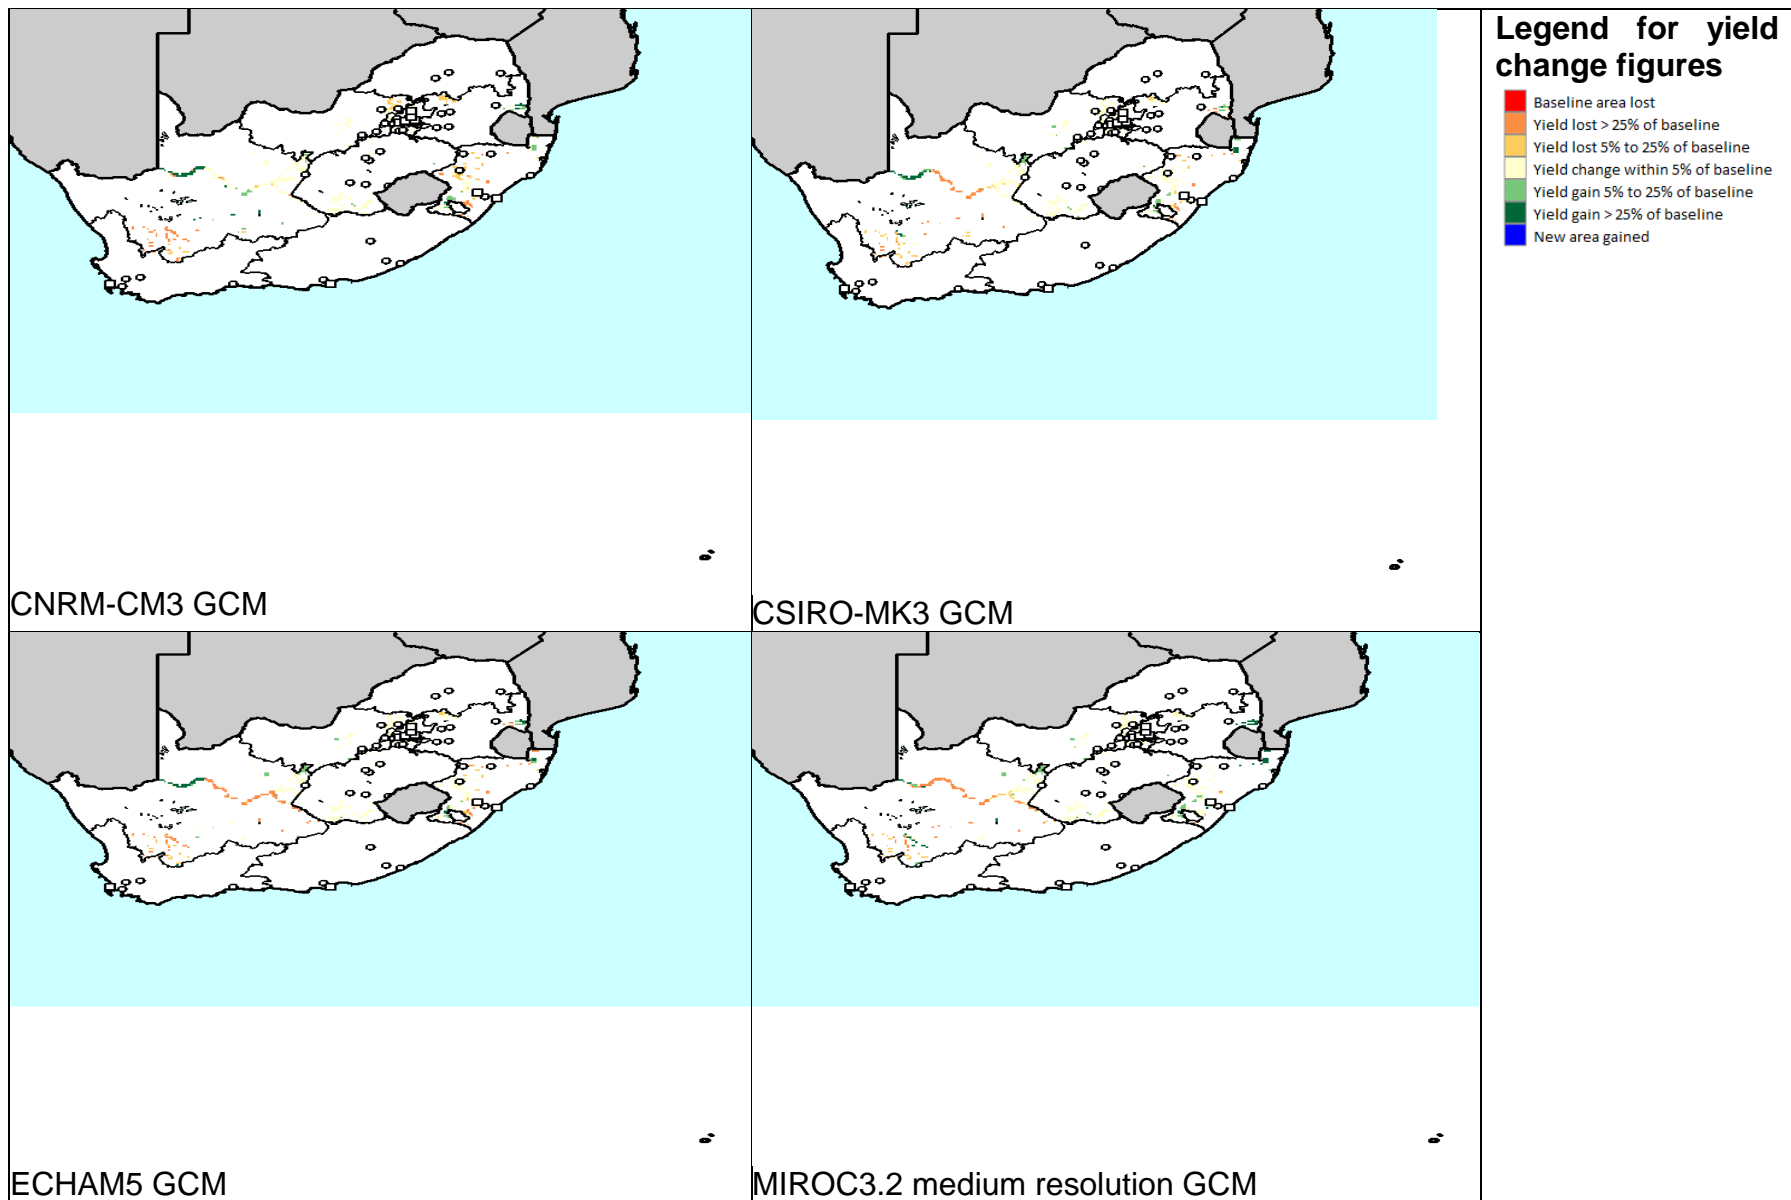 Legend for yield
change figures
Baseline area lost
Yield lost > 25% of baseline
Yield lost 5% to 25% of baseline
Yield change within 5% of baseline
Yield gain 5% to 25% of baseline
Yield gain > 25% of baseline
New area gained
CNRM-CM3 GCM
CSIRO-MK3 GCM
ECHAM5 GCM
MIROC3.2 medium resolution GCM